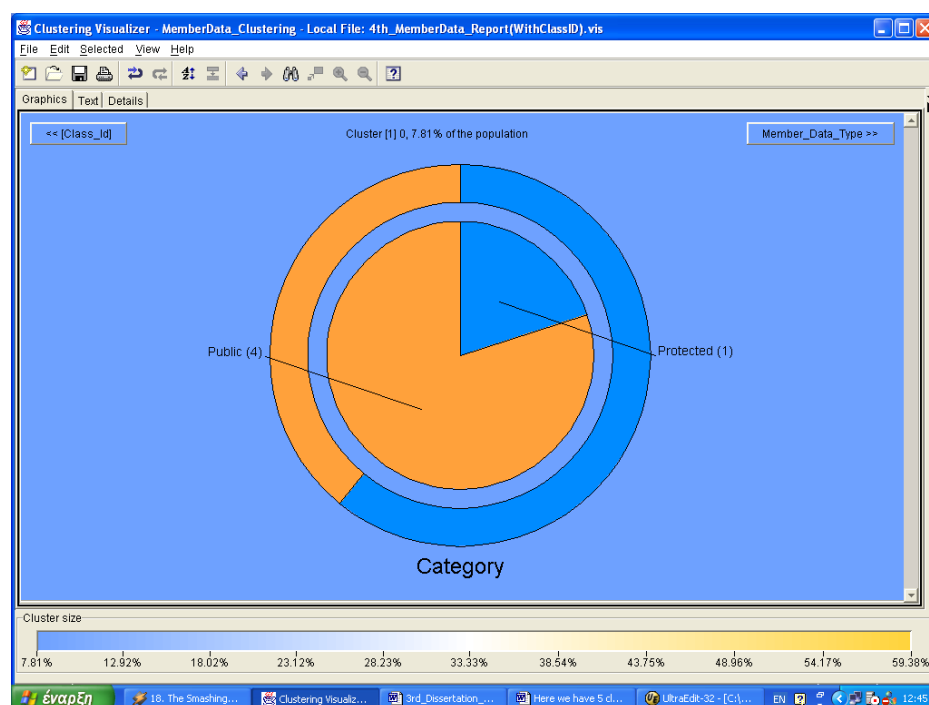 Clustering Visualizer - MemberData_Clustering - Local File: 4th_MemberData_Report(WithClassID).vis
File Edit Selected View Help
Graphics Text Details
<< [Class_Id] Cluster [1] 0, 7.81% of the population Member_Data_Type >>
Public (4) Protected (1)
Category
Cluster size
7.81% 12.92% 18.02% 23.12% 28.23% 33.33% 38.54% 43.75% 48.96% 54.17% 59.38%
έναρξη 18. The Smashing... Clustering Visualiz... 3rd_Dissertation_... Here we have 5 cl... UltraEdit-32 - [C:\... EN 12:45